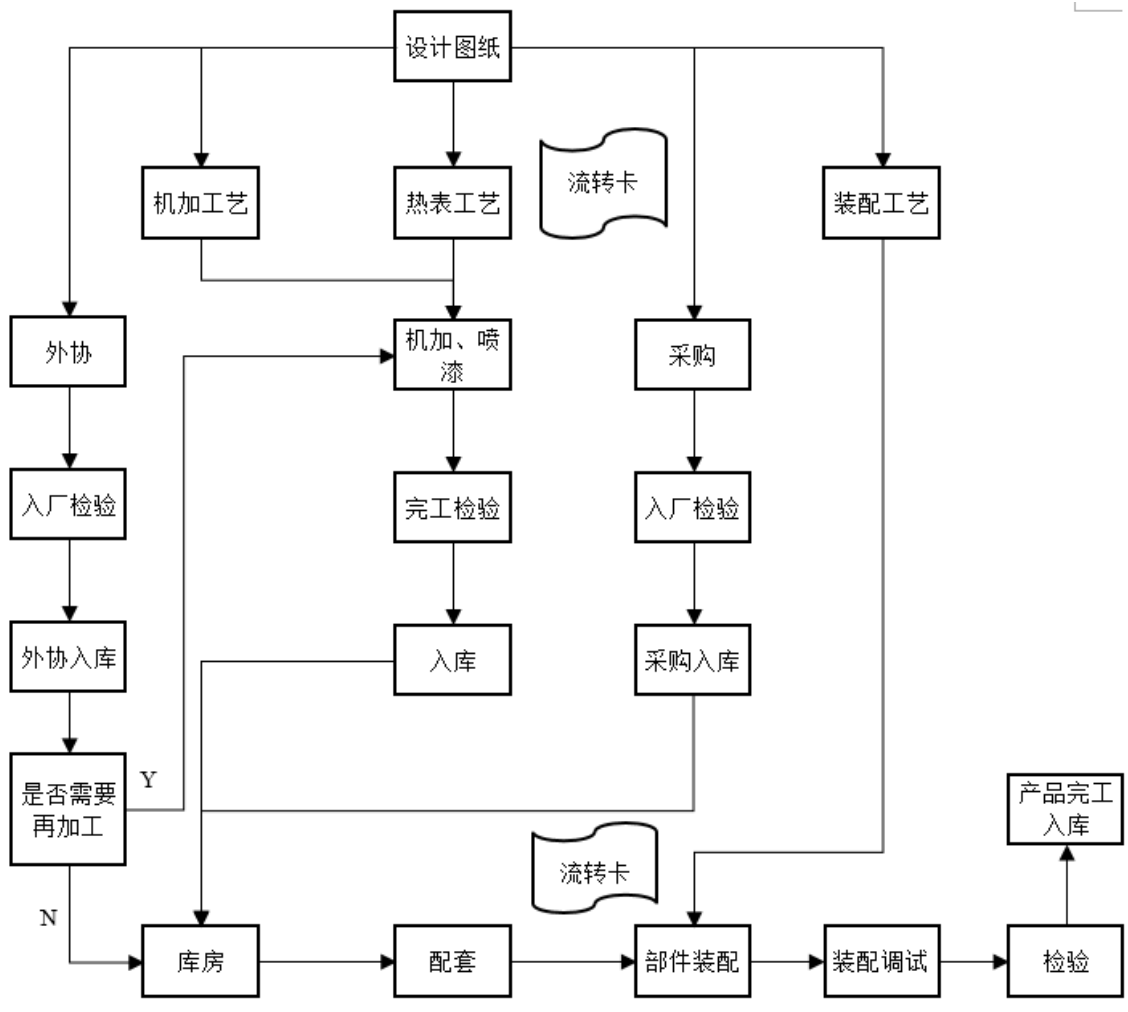 设计图纸
机加工艺
热表工艺
流转卡
装配工艺
外协
机加、喷
漆
采购
入厂检验
完工检验
入厂检验
外协入库
入库
采购入库
是否需要
再加工
Y
产品完工
入库
流转卡
N
库房
配套
部件装配
装配调试
检验